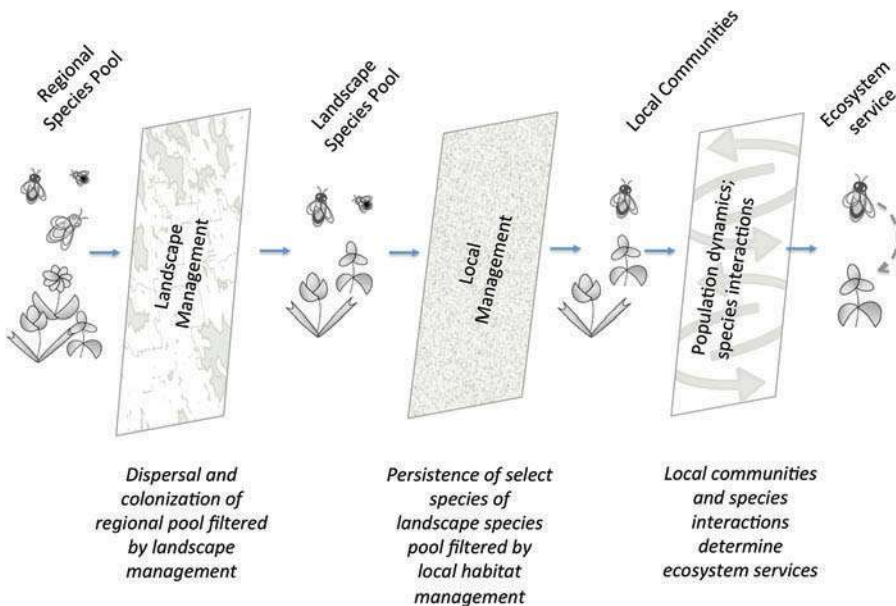 Regional
Species Pool
Landscape
Management
Landscape
Species Pool
Local
Management
Local Communities
Population dynamics;
species interactions
Ecosystem
service
Dispersal and
colonization of
regional pool filtered
by landscape
management
Persistence of select
species of
landscape species
pool filtered by
local habitat
management
Local communities
and species
interactions
determine
ecosystem services